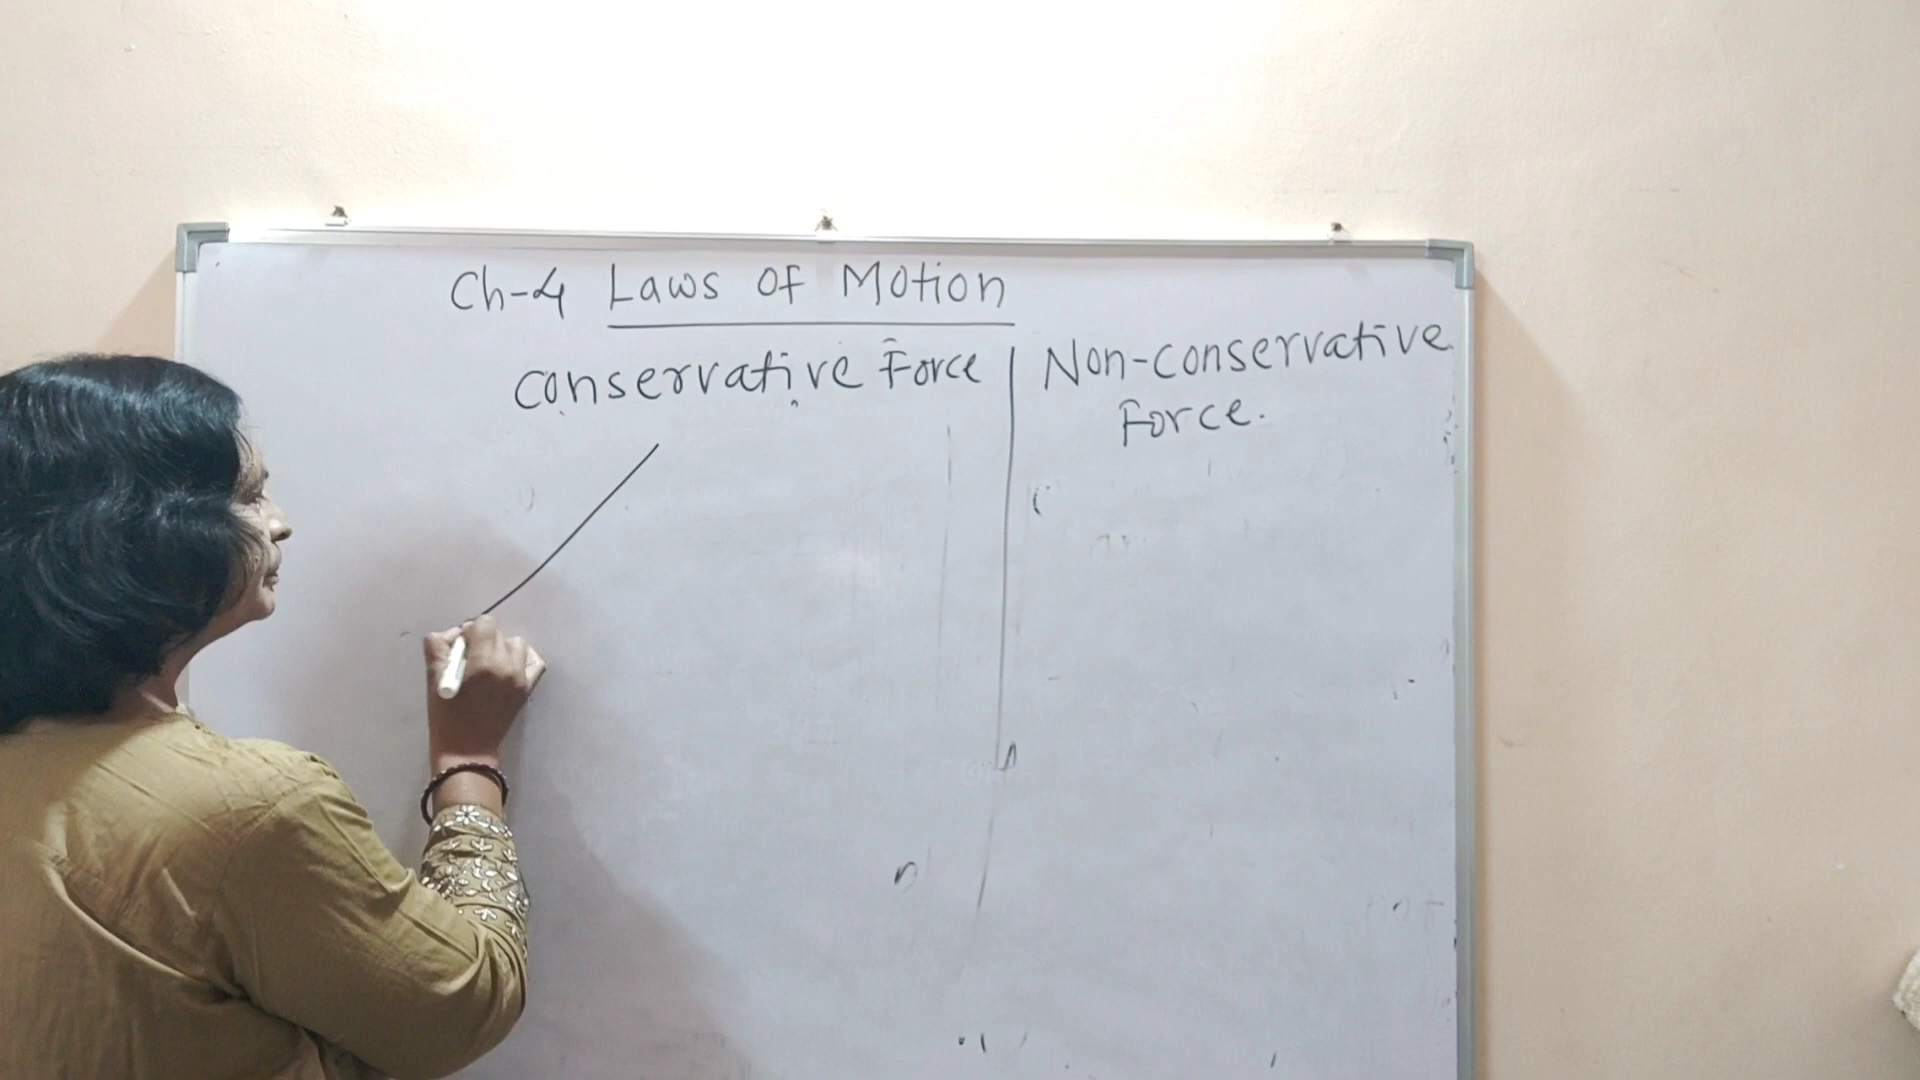 Ch-4 Laws of Motion
Conservative Force
Non-conservative
Force.